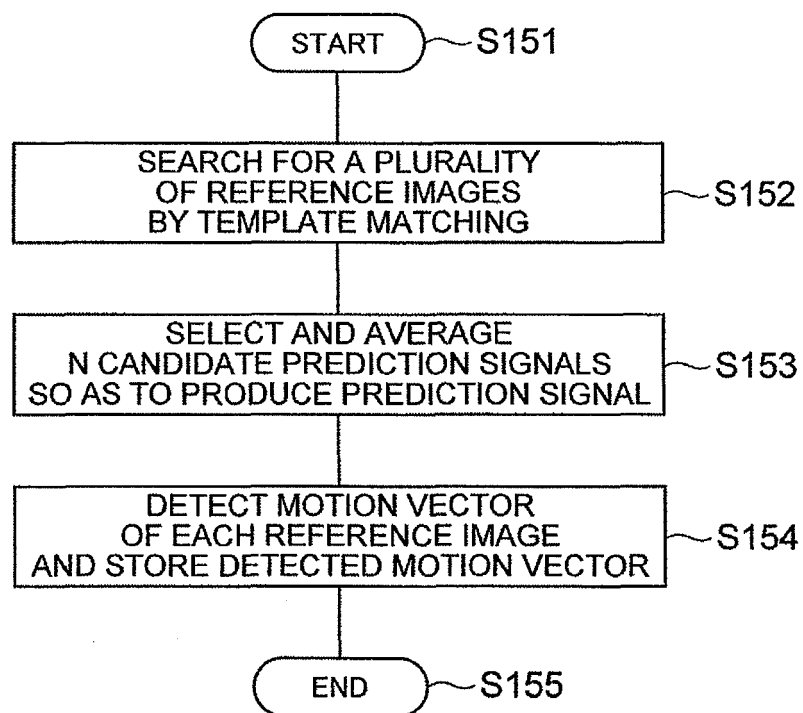 START
S151
SEARCH FOR A PLURALITY
OF REFERENCE IMAGES
BY TEMPLATE MATCHING
S152
SELECT AND AVERAGE
N CANDIDATE PREDICTION SIGNALS
SO AS TO PRODUCE PREDICTION SIGNAL
S153
DETECT MOTION VECTOR
OF EACH REFERENCE IMAGE
AND STORE DETECTED MOTION VECTOR
S154
END
S155